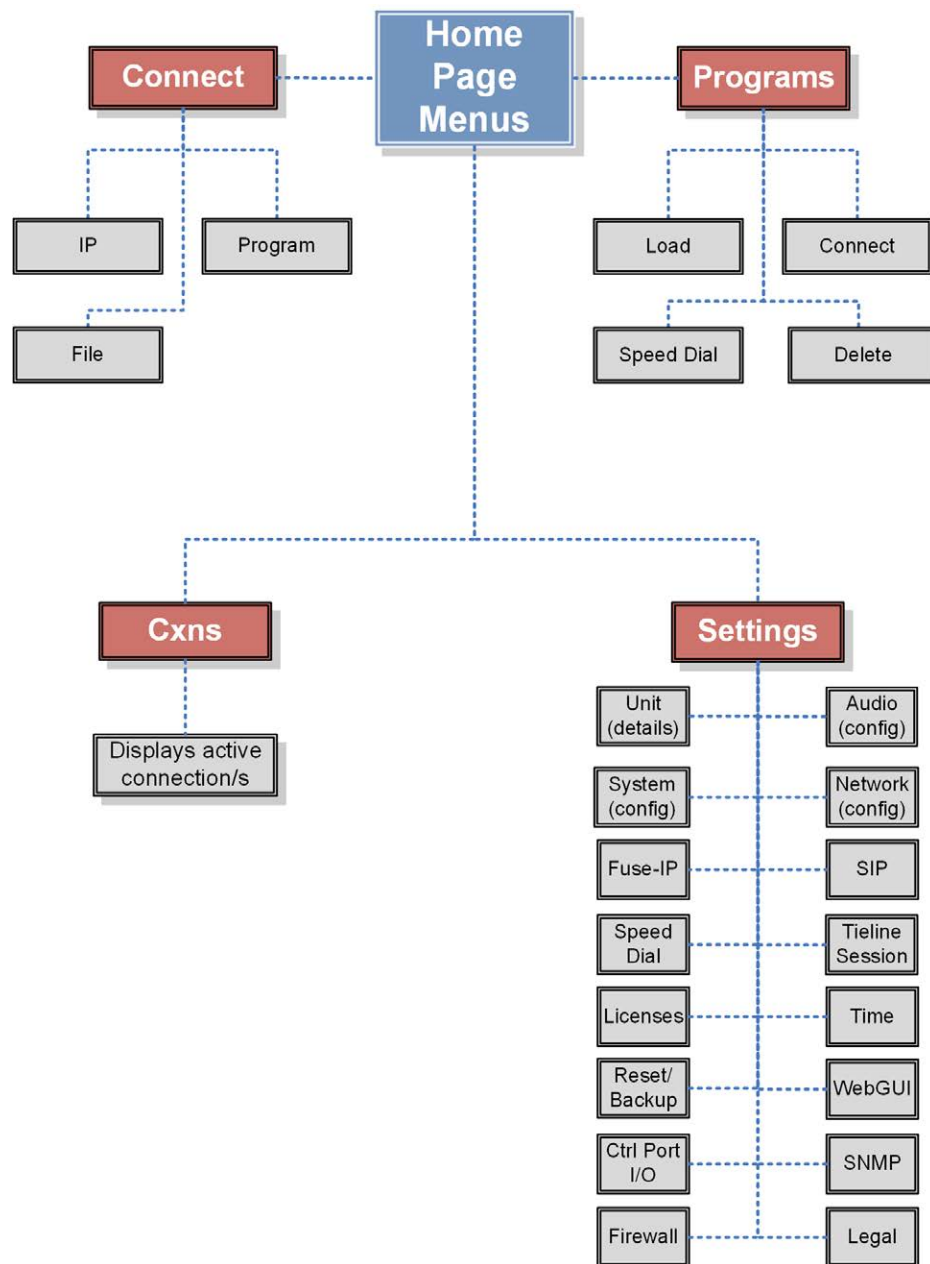 Home
Page
Menus
Connect
Programs
IP
Program
File
Load
Connect
Speed Dial
Delete
Cxns
Displays active
connection/s
Settings
Unit
(details)
Audio
(config)
System
(config)
Network
(config)
Fuse-IP
SIP
Speed
Dial
Tieline
Session
Licenses
Time
Reset/
Backup
WebGUI
Ctrl Port
I/O
SNMP
Firewall
Legal